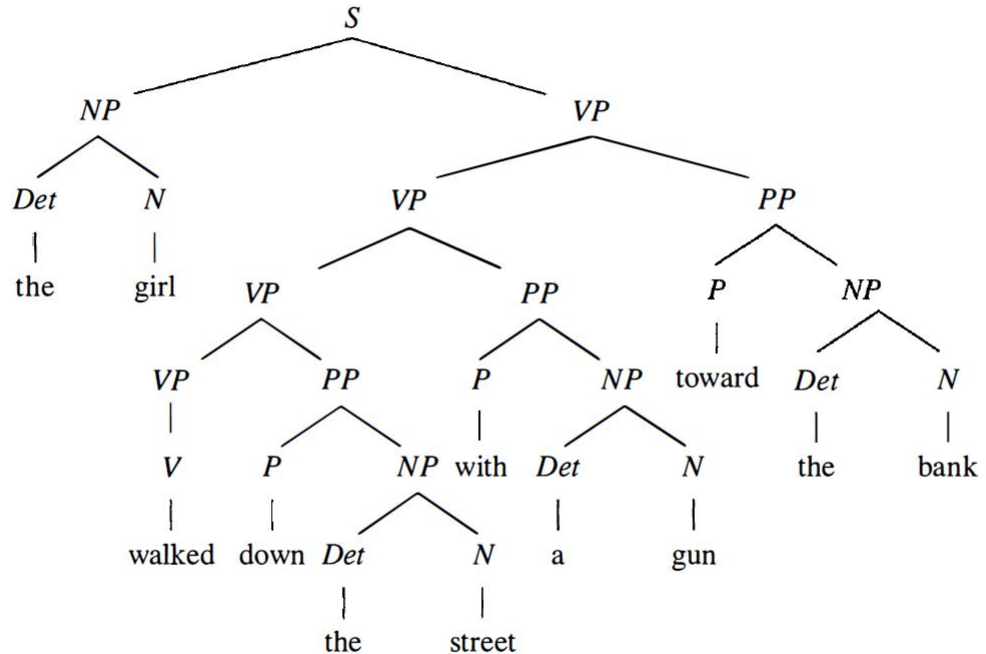 S
NP VP
Det N VP PP
the girl VP PP P NP
VP PP P NP toward Det N
V P NP with Det N the bank
walked down Det N a gun
the street